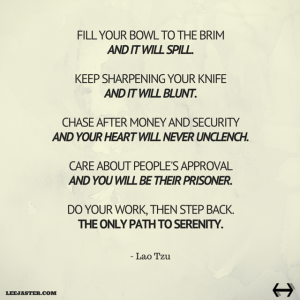 FILL YOUR BOWL TO THE BRIM
AND IT WILL SPILL.
KEEP SHARPENING YOUR KNIFE
AND IT WILL BLUNT.
CHASE AFTER MONEY AND SECURITY
AND YOUR HEART WILL NEVER UNCLENCH.
CARE ABOUT PEOPLE'S APPROVAL
AND YOU WILL BE THEIR PRISONER.
DO YOUR WORK, THEN STEP BACK.
THE ONLY PATH TO SERENITY.
- Lao Tzu
LEEJASTER.COM